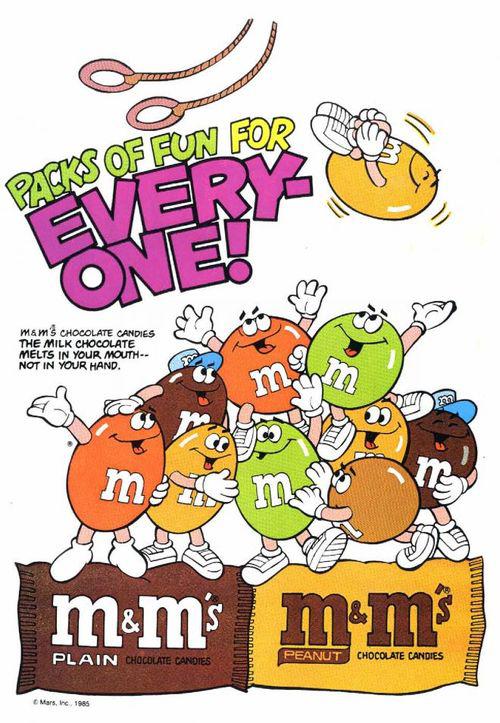 PACKS OF FUN FOR
EVERY-
ONE!
M&M'S® CHOCOLATE CANDIES
THE MILK CHOCOLATE
MELTS IN YOUR MOUTH--
NOT IN YOUR HAND.
m
m
m
m
m
m
m
m
m&m's
PLAIN CHOCOLATE CANDIES
m&m's
PEANUT CHOCOLATE CANDIES
© Mars, Inc., 1985